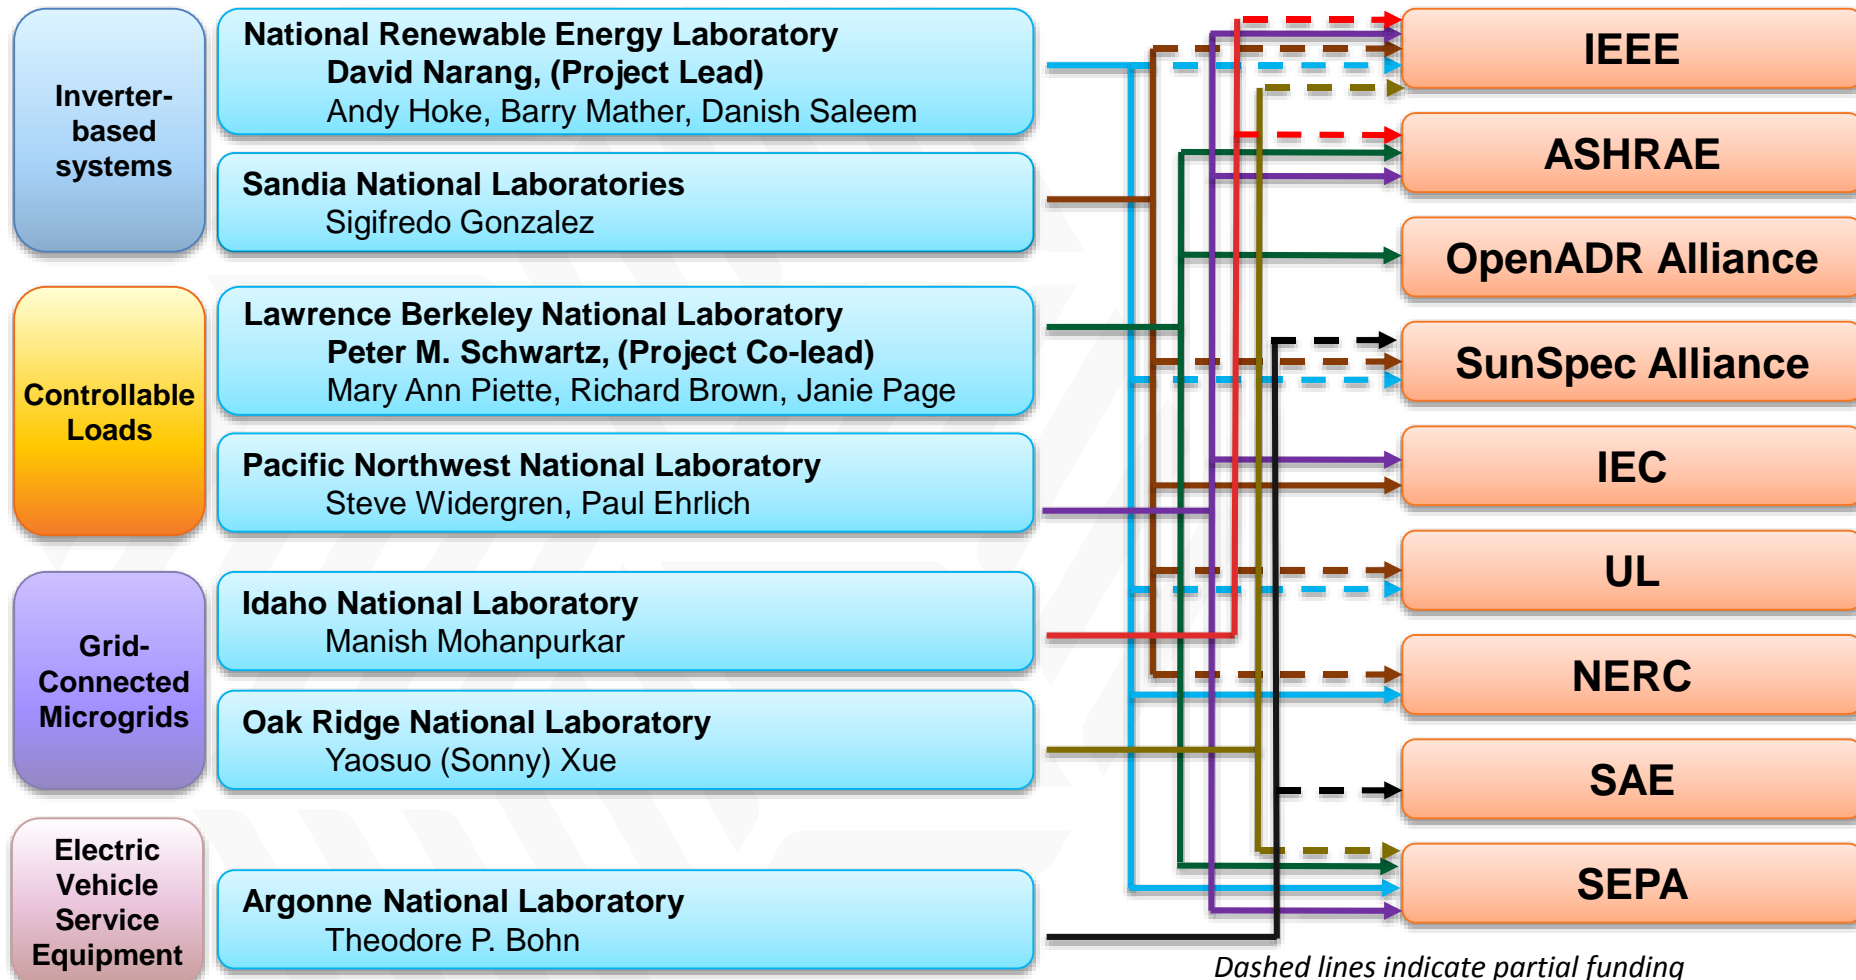 Inverter-
based
systems
National Renewable Energy Laboratory
David Narang, (Project Lead)
Andy Hoke, Barry Mather, Danish Saleem
Sandia National Laboratories
Sigifredo Gonzalez
Controllable
Loads
Lawrence Berkeley National Laboratory
Peter M. Schwartz, (Project Co-lead)
Mary Ann Piette, Richard Brown, Janie Page
Pacific Northwest National Laboratory
Steve Widergren, Paul Ehrlich
Grid-
Connected
Microgrids
Idaho National Laboratory
Manish Mohanpurkar
Oak Ridge National Laboratory
Yaosuo (Sonny) Xue
Electric
Vehicle
Service
Equipment
Argonne National Laboratory
Theodore P. Bohn
IEEE
ASHRAE
OpenADR Alliance
SunSpec Alliance
IEC
UL
NERC
SAE
SEPA
Dashed lines indicate partial funding